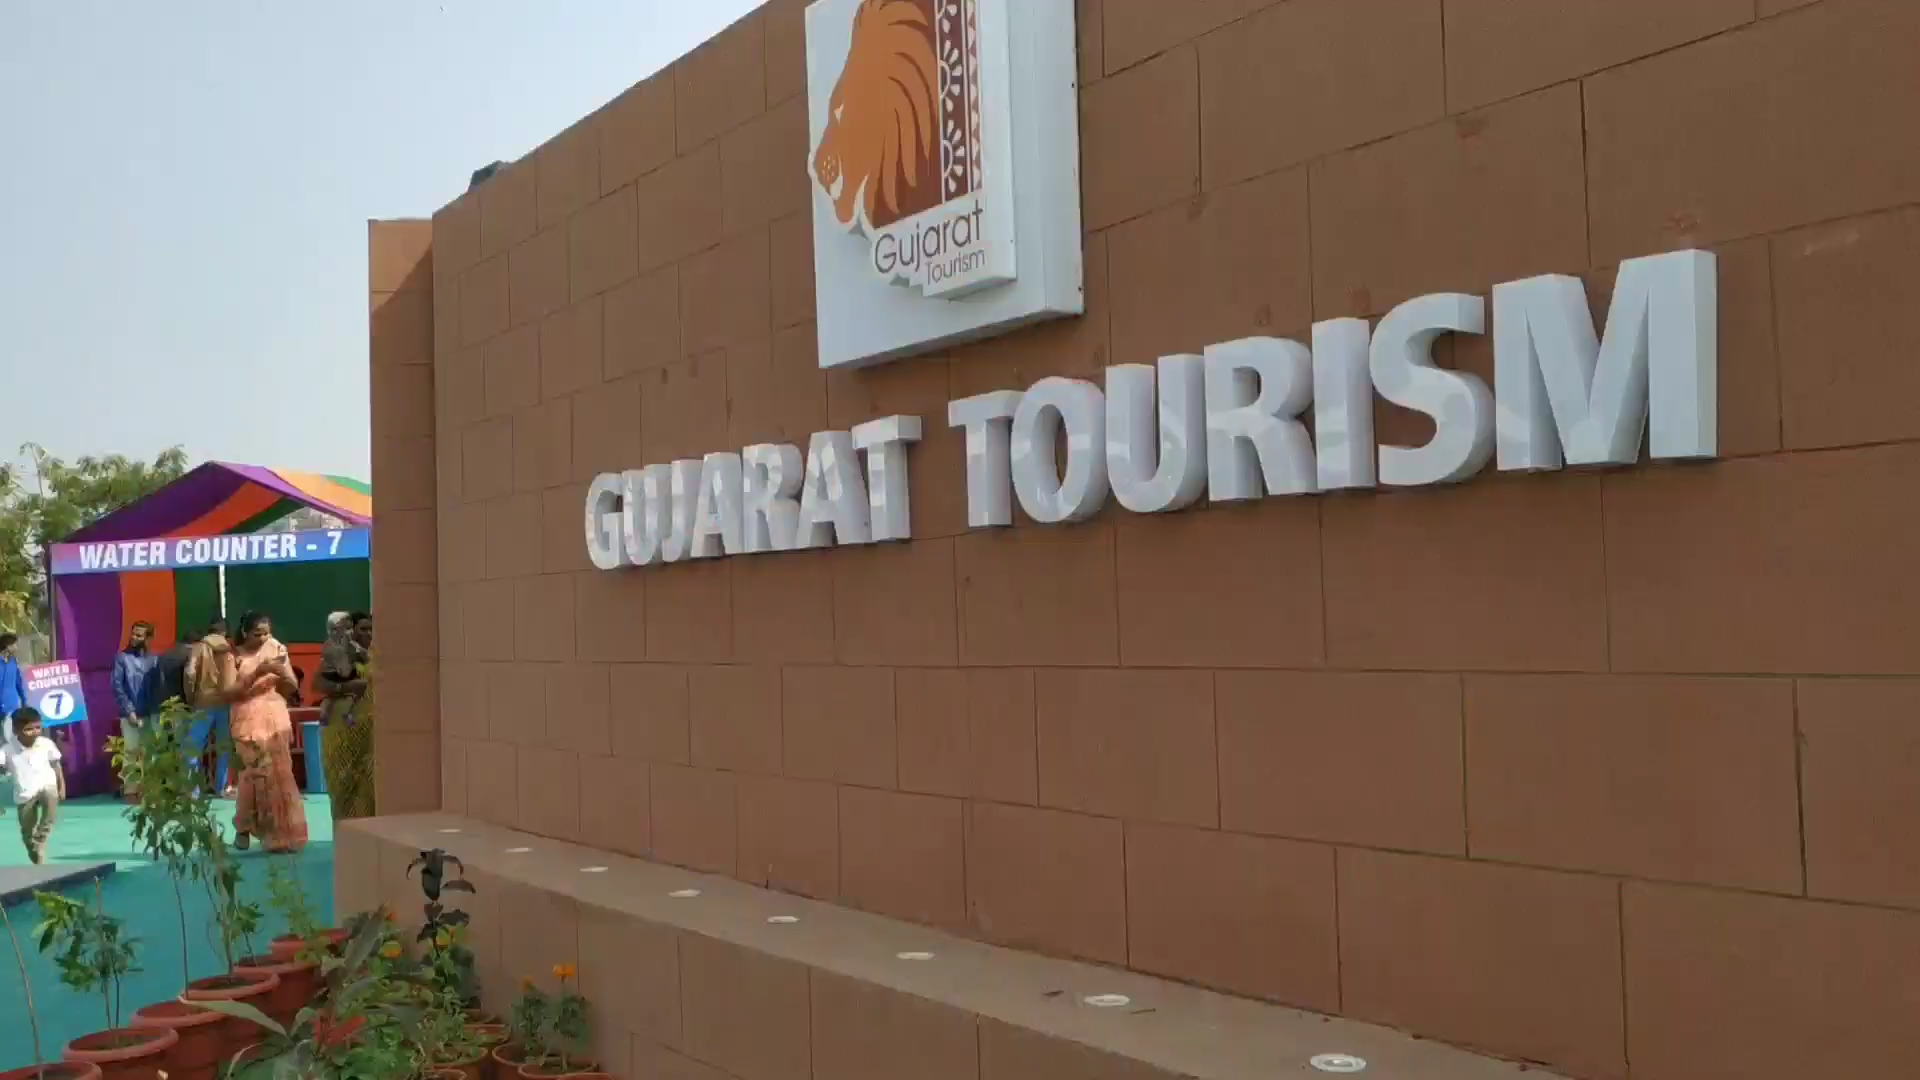 Gujarat
Tourism
GUJARAT TOURISM
WATER COUNTER - 7
WATER
COUNTER
7